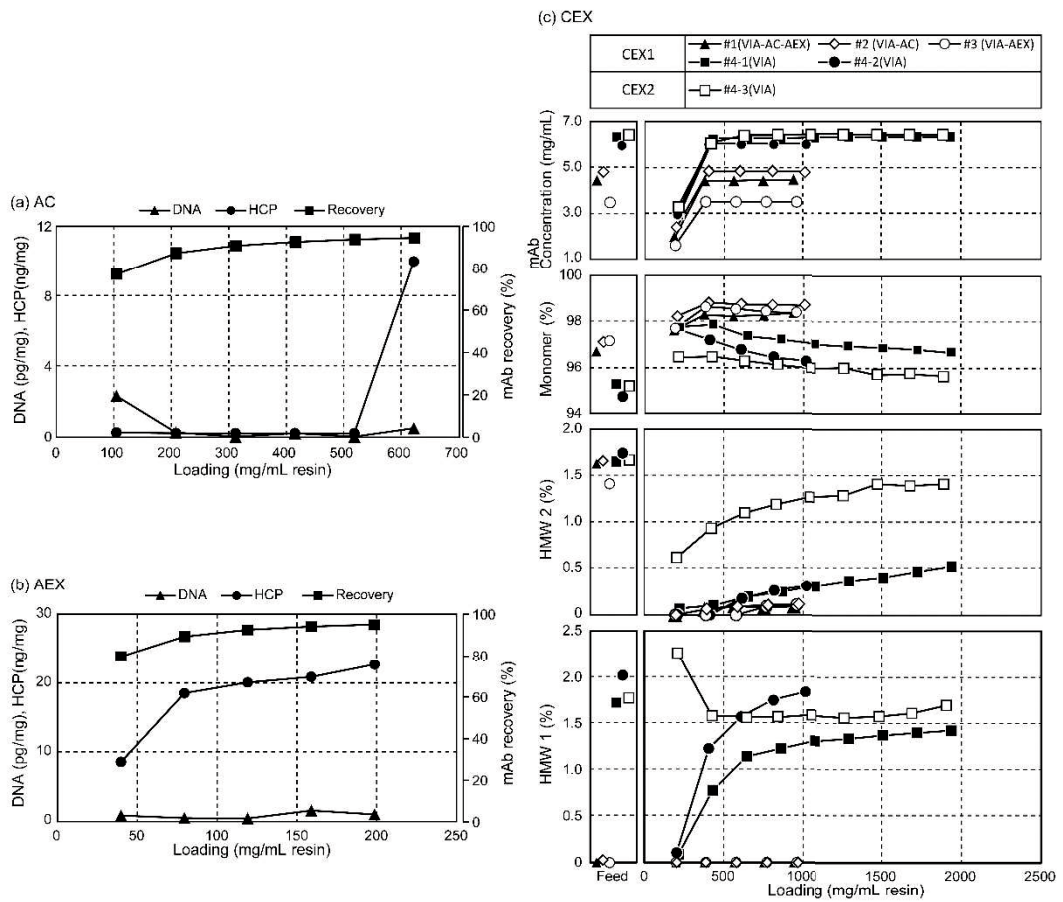 (a) AC
DNA HCP Recovery
DNA (pg/mg), HCP(ng/mg)
12
8
4
0
100
80
60
40
20
0
mAb recovery (%)
0 100 200 300 400 500 600 700
Loading (mg/mL resin)
(b) AEX
DNA HCP Recovery
DNA (pg/mg), HCP(ng/mg)
30
20
10
0
100
80
60
40
20
0
mAb recovery (%)
0 50 100 150 200 250
Loading (mg/mL resin)
(c) CEX
CEX1 #1(VIA-AC-AEX) #2 (VIA-AC) #3 (VIA-AEX)
#4-1(VIA) #4-2(VIA)
CEX2 #4-3(VIA)
mAb
Concentration (mg/mL)
7.0
5.0
3.0
1.0
Monomer (%)
100
98
96
94
HMW 2 (%)
2.0
1.5
1.0
0.5
0
HMW 1 (%)
2.5
2.0
1.5
1.0
0.5
0
Feed 0 500 1000 1500 2000 2500
Loading (mg/mL resin)